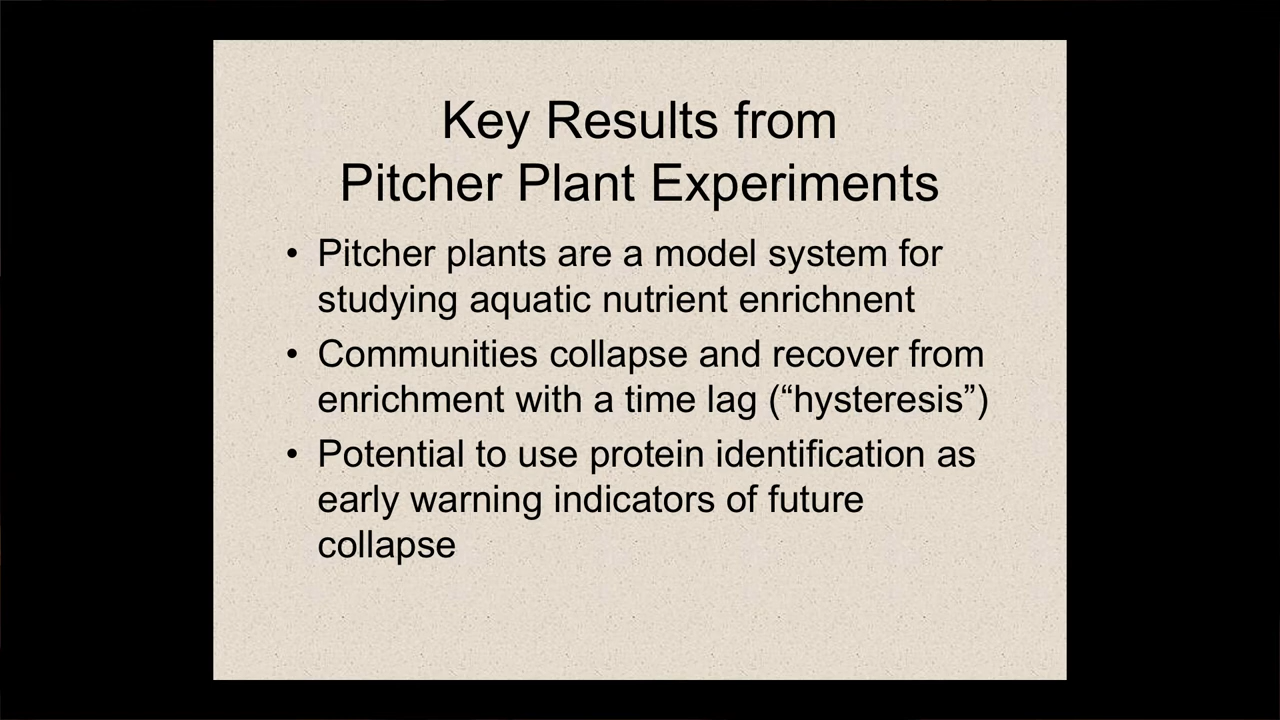 Key Results from
Pitcher Plant Experiments
• Pitcher plants are a model system for
studying aquatic nutrient enrichnent
• Communities collapse and recover from
enrichment with a time lag (“hysteresis”)
• Potential to use protein identification as
early warning indicators of future
collapse